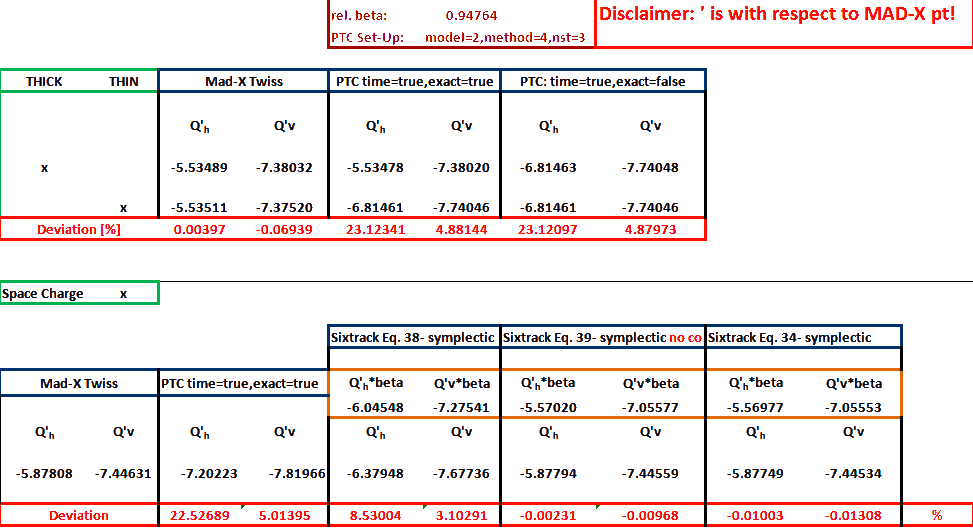 rel. beta: 0.94764
Disclaimer: ' is with respect to MAD-X pt!
PTC Set-Up: model=2,method=4,nst=3
THICK THIN Mad-X Twiss PTC time=true,exact=true PTC: time=true,exact=false
Q'h Q'v Q'h Q'v Q'h Q'v
x -5.53489 -7.38032 -5.53478 -7.38020 -6.81463 -7.74048
x -5.53511 -7.37520 -6.81461 -7.74046 -6.81461 -7.74046
Deviation [%] 0.00397 -0.06939 23.12341 4.88144 23.12097 4.87973
Space Charge x
Sixtrack Eq. 38- symplectic Sixtrack Eq. 39- symplectic no co Sixtrack Eq. 34- symplectic
Mad-X Twiss PTC time=true,exact=true Q'h*beta Q'v*beta Q'h*beta Q'v*beta Q'h*beta Q'v*beta
-6.04548 -7.27541 -5.57020 -7.05577 -5.56977 -7.05553
Q'h Q'v Q'h Q'v Q'h Q'v Q'h Q'v Q'h Q'v
-5.87808 -7.44631 -7.20223 -7.81966 -6.37948 -7.67736 -5.87794 -7.44559 -5.87749 -7.44534
Deviation 22.52689 5.01395 8.53004 3.10291 -0.00231 -0.00968 -0.01003 -0.01308 %